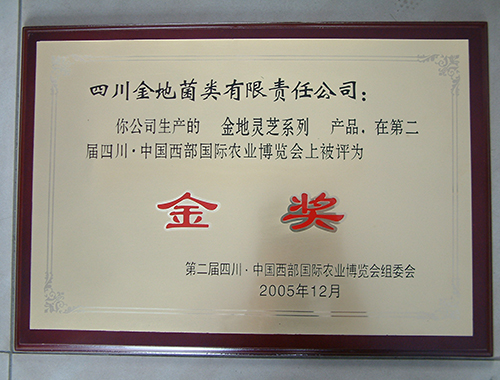 四川金地菌类有限责任公司：
你公司生产的 金地灵芝系列 产品，在第二
届四川·中国西部国际农业博览会上被评为
金 奖
第二届四川·中国西部国际农业博览会组委会
2005年12月